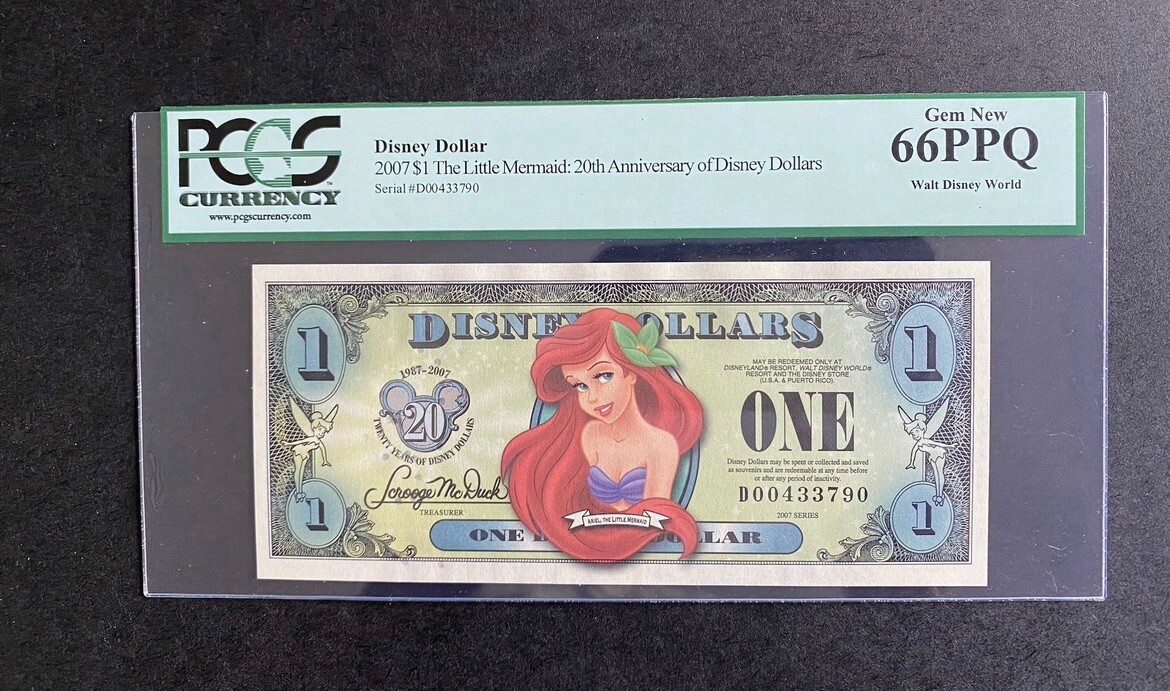 PCGS
CURRENCY
www.pcgscurrency.com
Disney Dollar
2007 $1 The Little Mermaid: 20th Anniversary of Disney Dollars
Serial #D00433790
Gem New
66PPQ
Walt Disney World
DISNE OLLARS
1
1
1987-2007
20
TWENTY YEARS OF DISNEY DOLLARS
Scrooge McDuck
TREASURER
MAY BE REDEEMED ONLY AT
DISNEYLAND® RESORT, WALT DISNEY WORLD®
RESORT AND THE DISNEY STORE
(U.S.A. & PUERTO RICO).
ONE
Disney Dollars may be spent or collected and saved
as souvenirs and are redeemable at any time before
or after any period of inactivity.
D00433790
2007 SERIES
ARIEL, THE LITTLE MERMAID
1
ONE D LLAR
1